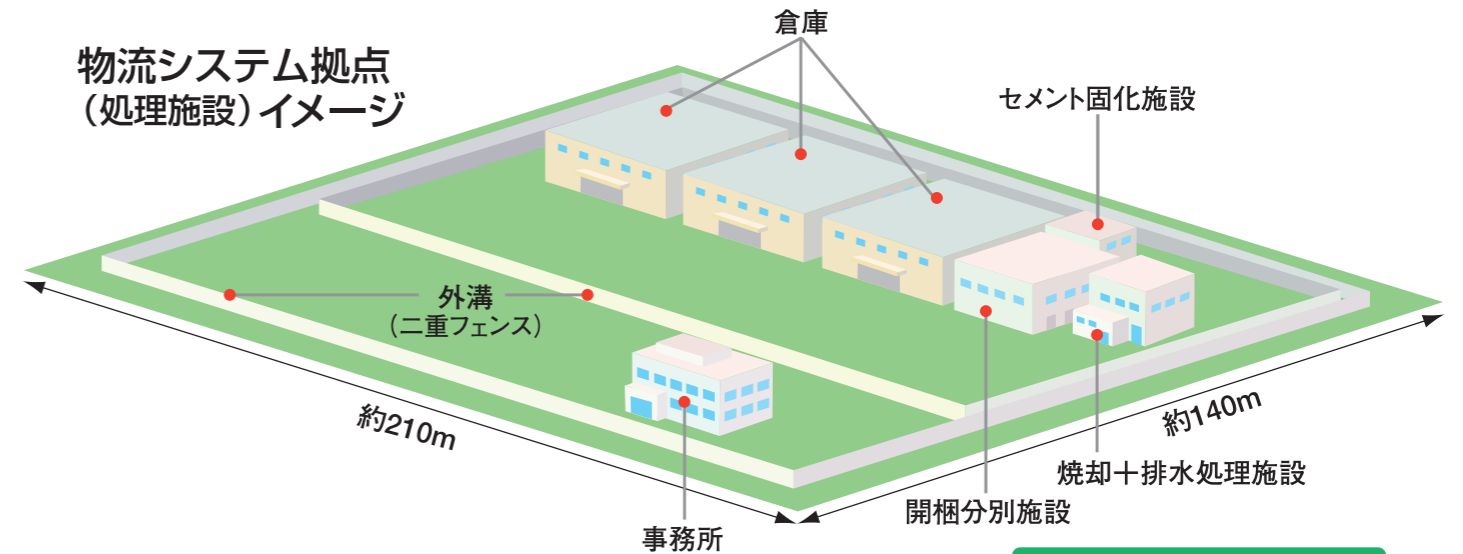 物流システム拠点
（処理施設）イメージ
倉庫
セメント固化施設
外溝
（二重フェンス）
約210m
約140m
焼却＋排水処理施設
開梱分別施設
事務所